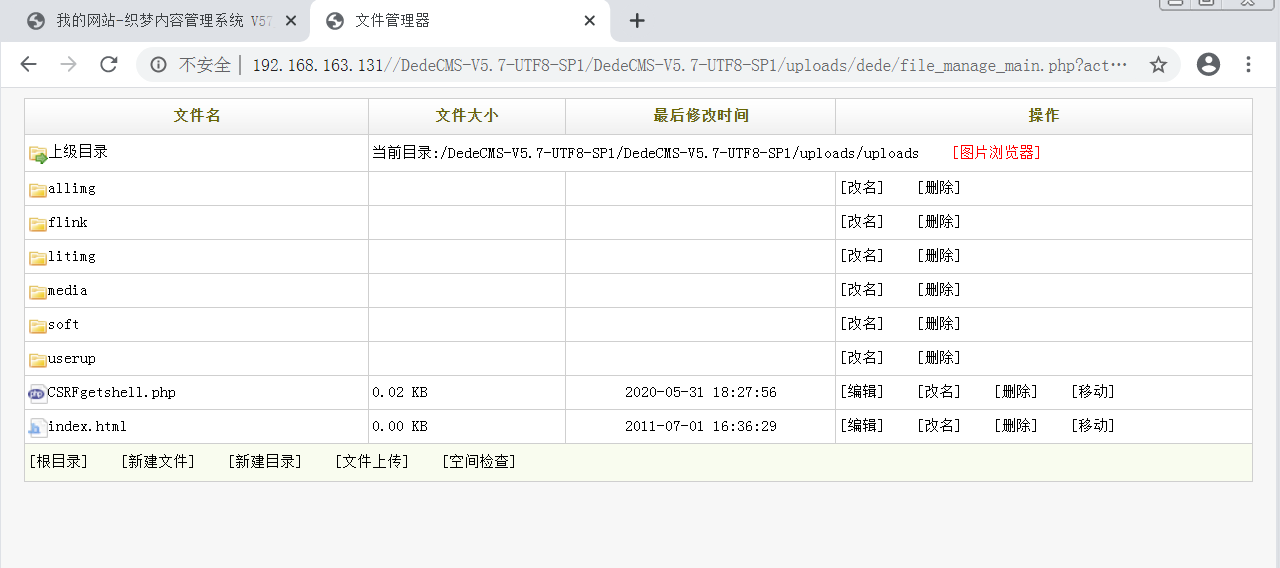 我的网站-织梦内容管理系统 V57
文件管理器
不安全 | 192.168.163.131//DedeCMS-V5.7-UTF8-SP1/DedeCMS-V5.7-UTF8-SP1/uploads/dede/file_manage_main.php?act…
文件名 文件大小 最后修改时间 操作
上级目录 当前目录:/DedeCMS-V5.7-UTF8-SP1/DedeCMS-V5.7-UTF8-SP1/uploads/uploads [图片浏览器]
allimg [改名] [删除]
flink [改名] [删除]
litimg [改名] [删除]
media [改名] [删除]
soft [改名] [删除]
userup [改名] [删除]
CSRFgetshell.php 0.02 KB 2020-05-31 18:27:56 [编辑] [改名] [删除] [移动]
index.html 0.00 KB 2011-07-01 16:36:29 [编辑] [改名] [删除] [移动]
[根目录] [新建文件] [新建目录] [文件上传] [空间检查]